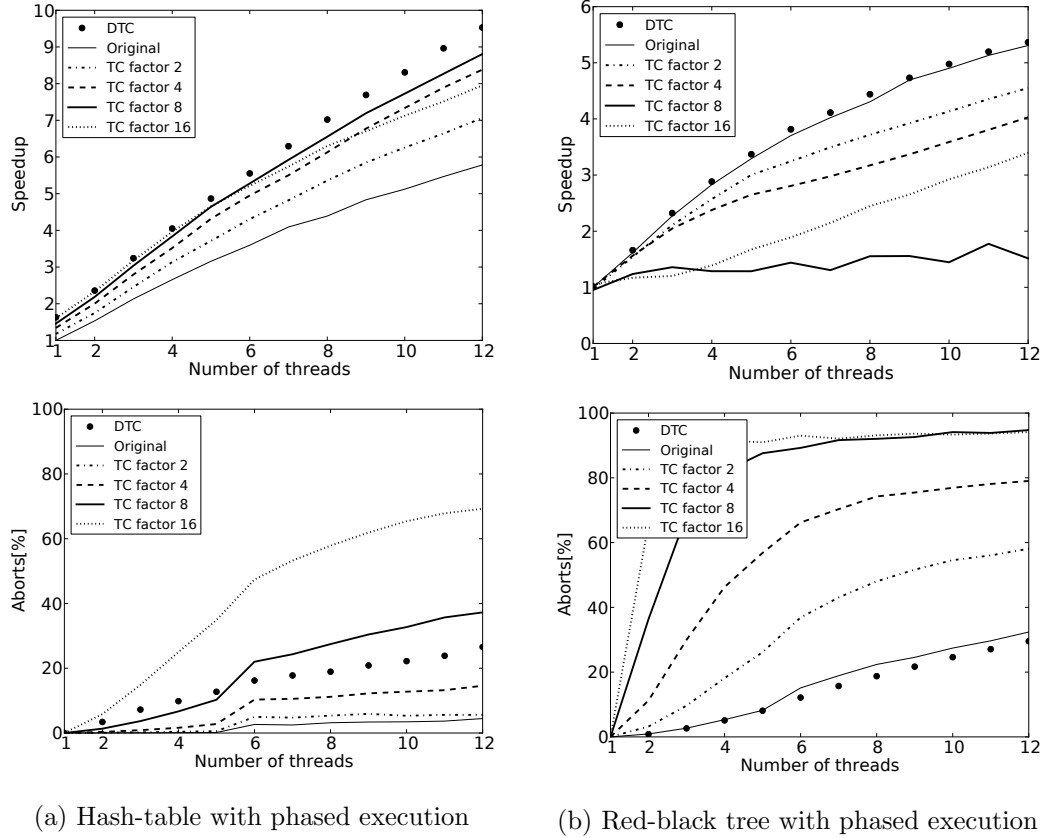 10
9
8
7
6
5
4
3
2
1
Speedup
DTC
Original
TC factor 2
TC factor 4
TC factor 8
TC factor 16
1 2 4 6 8 10 12
Number of threads
6
5
4
3
2
1
0
Speedup
DTC
Original
TC factor 2
TC factor 4
TC factor 8
TC factor 16
1 2 4 6 8 10 12
Number of threads
100
80
60
40
20
0
Aborts[%]
DTC
Original
TC factor 2
TC factor 4
TC factor 8
TC factor 16
1 2 4 6 8 10 12
Number of threads
(a) Hash-table with phased execution
100
80
60
40
20
0
Aborts[%]
DTC
Original
TC factor 2
TC factor 4
TC factor 8
TC factor 16
1 2 4 6 8 10 12
Number of threads
(b) Red-black tree with phased execution